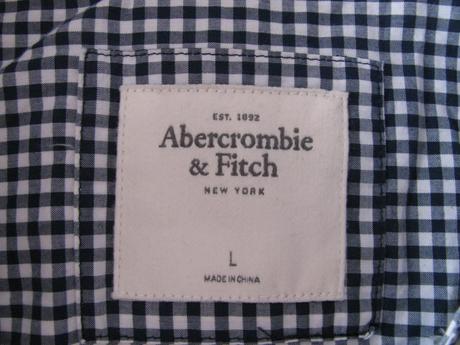 EST. 1892
Abercrombie
& Fitch
NEW YORK
L
MADE IN CHINA